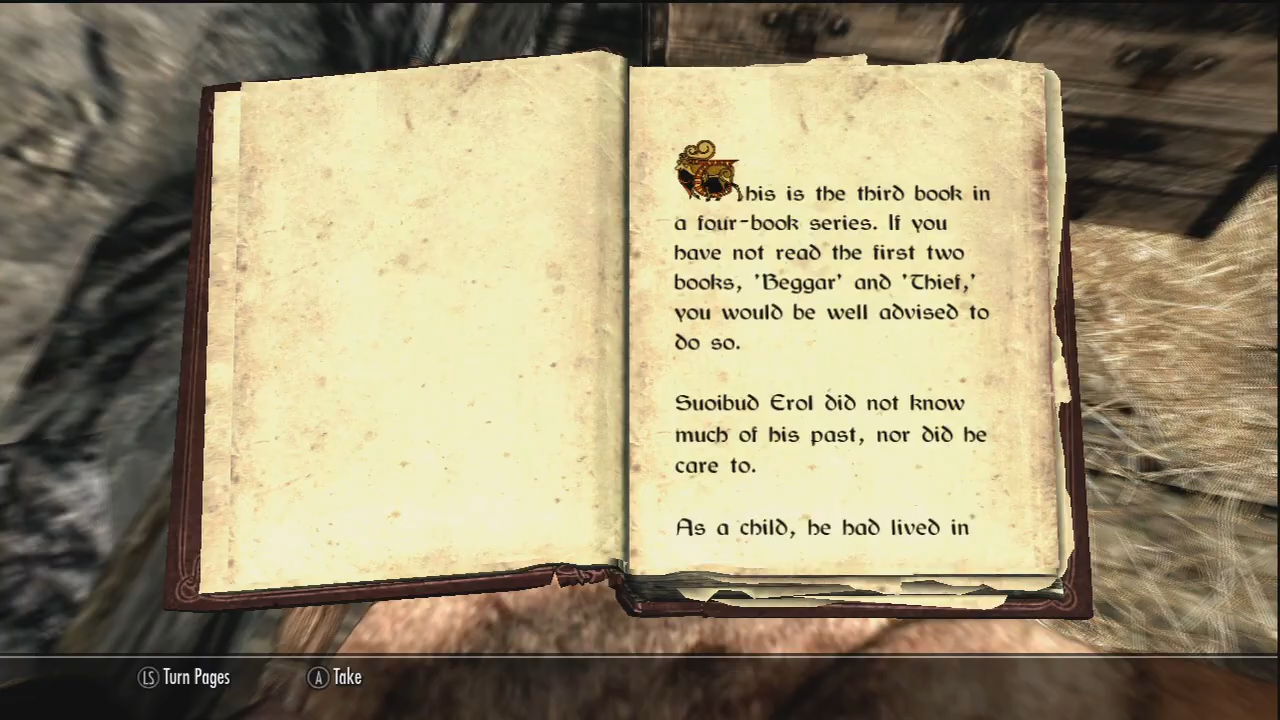 This is the third book in
a four-book series. If you
have not read the first two
books, 'Beggar' and 'Thief,'
you would be well advised to
do so.
Suoibud Erol did not know
much of his past, nor did he
care to.
As a child, he had lived in
LS Turn Pages
A Take